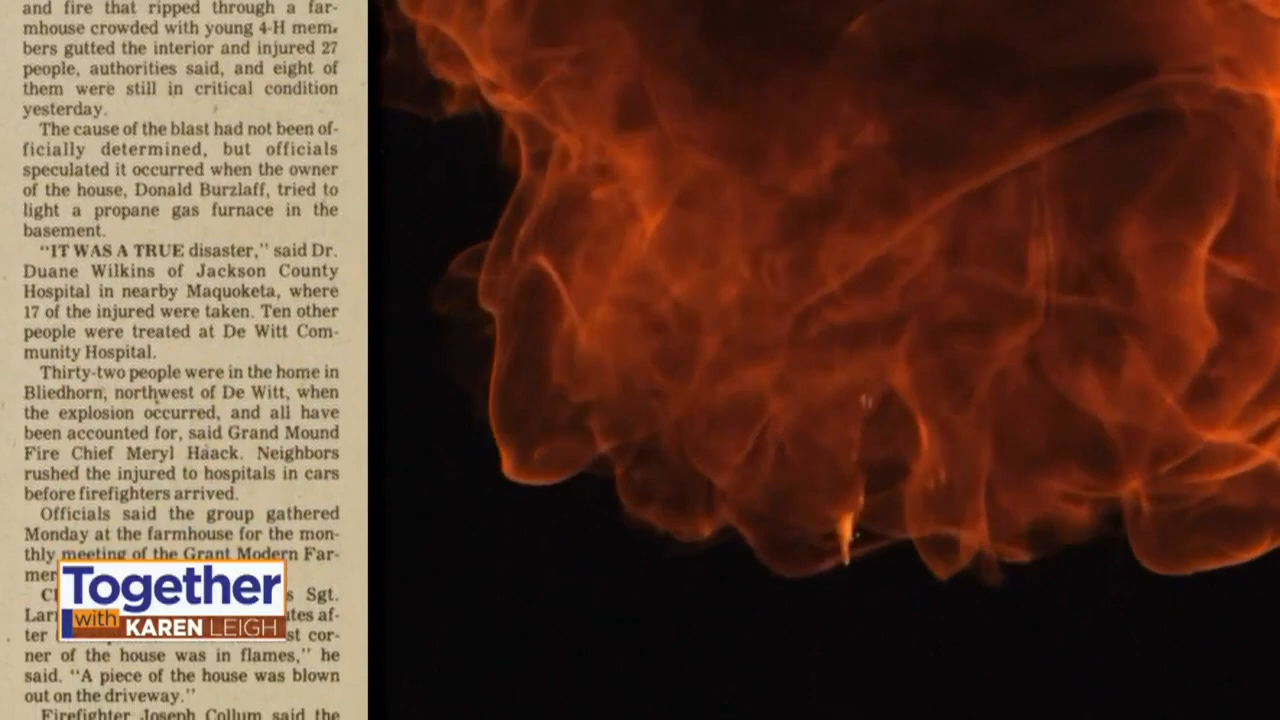 and fire that ripped through a far-
mhouse crowded with young 4-H mem-
bers gutted the interior and injured 27
people, authorities said, and eight of
them were still in critical condition
yesterday.
The cause of the blast had not been of-
ficially determined, but officials
speculated it occurred when the owner
of the house, Donald Burzlaff, tried to
light a propane gas furnace in the
basement.
"IT WAS A TRUE disaster," said Dr.
Duane Wilkins of Jackson County
Hospital in nearby Maquoketa, where
17 of the injured were taken. Ten other
people were treated at De Witt Com-
munity Hospital.
Thirty-two people were in the home in
Bliedhorn, northwest of De Witt, when
the explosion occurred, and all have
been accounted for, said Grand Mound
Fire Chief Meryl Haack. Neighbors
rushed the injured to hospitals in cars
before firefighters arrived.
Officials said the group gathered
Monday at the farmhouse for the mon-
thly meeting of the Grant Modern Far-
mer
Sgt.
af-
ter cor-
ner of the house was in flames," he
said. "A piece of the house was blown
out on the driveway."
Firefighter Joseph Collum said the
Together
with KAREN LEIGH